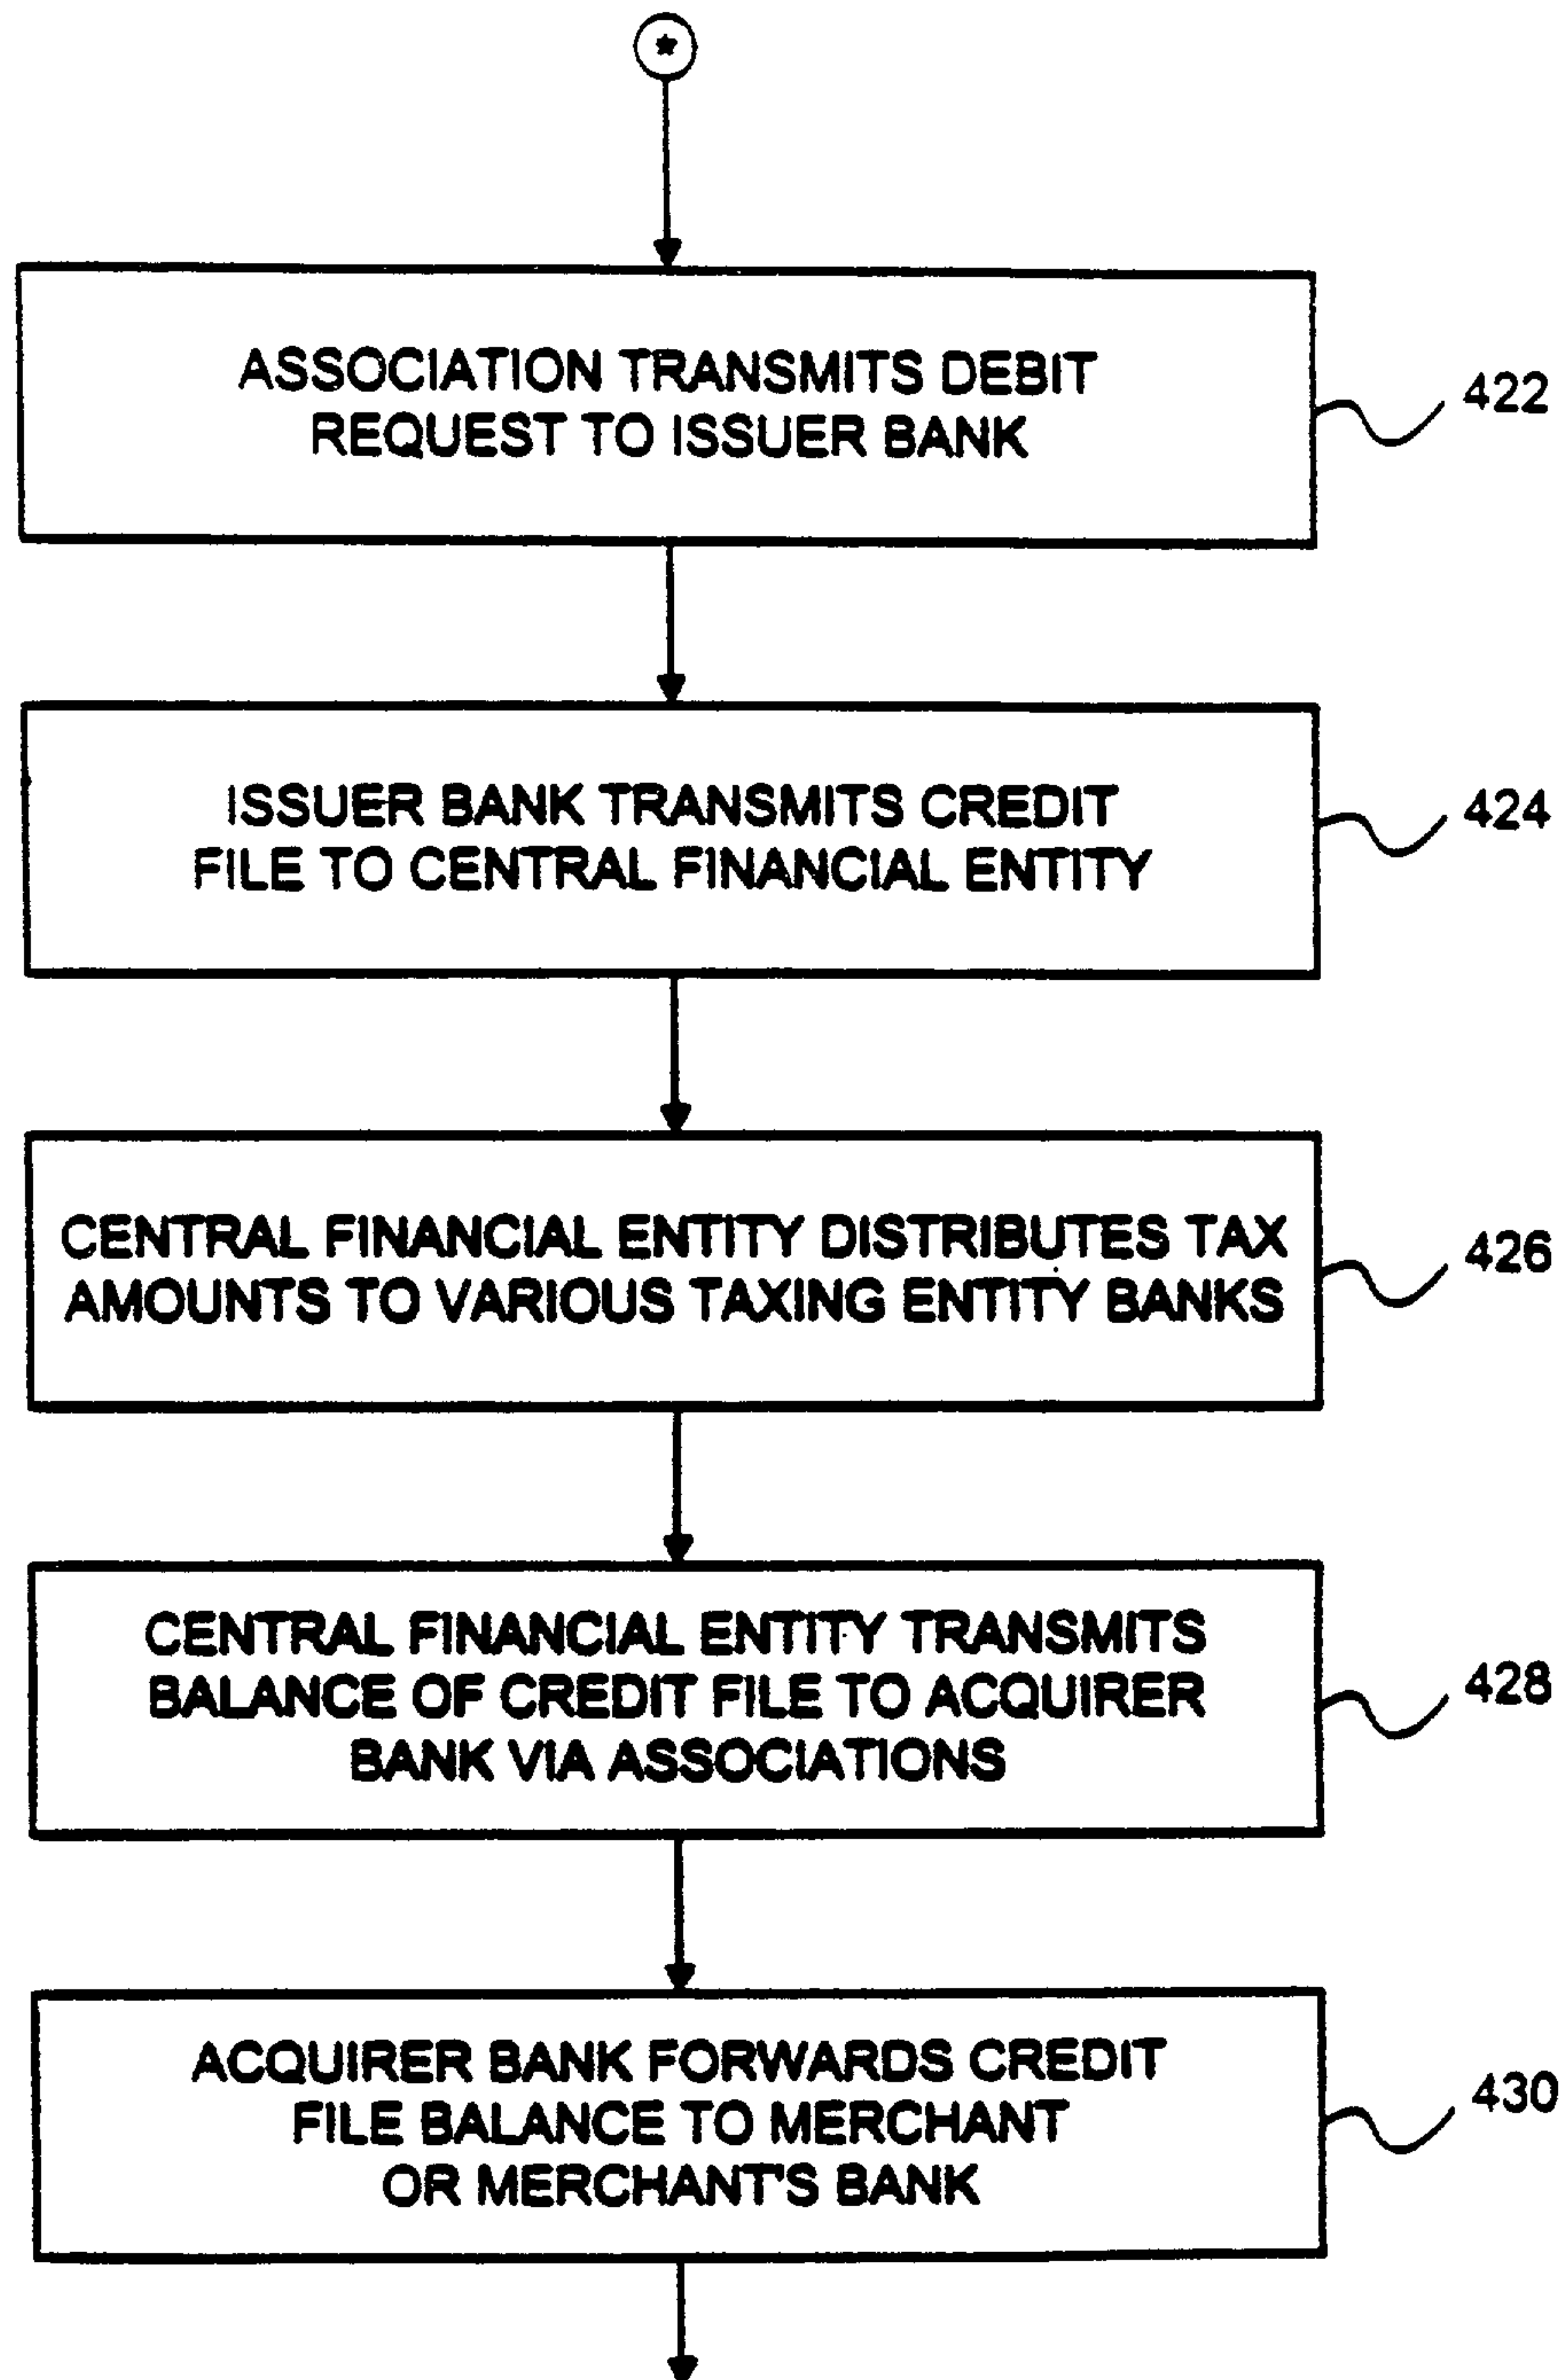 *
ASSOCIATION TRANSMITS DEBIT
REQUEST TO ISSUER BANK
422
ISSUER BANK TRANSMITS CREDIT
FILE TO CENTRAL FINANCIAL ENTITY
424
CENTRAL FINANCIAL ENTITY DISTRIBUTES TAX
AMOUNTS TO VARIOUS TAXING ENTITY BANKS
426
CENTRAL FINANCIAL ENTITY TRANSMITS
BALANCE OF CREDIT FILE TO ACQUIRER
BANK VIA ASSOCIATIONS
428
ACQUIRER BANK FORWARDS CREDIT
FILE BALANCE TO MERCHANT
OR MERCHANT'S BANK
430